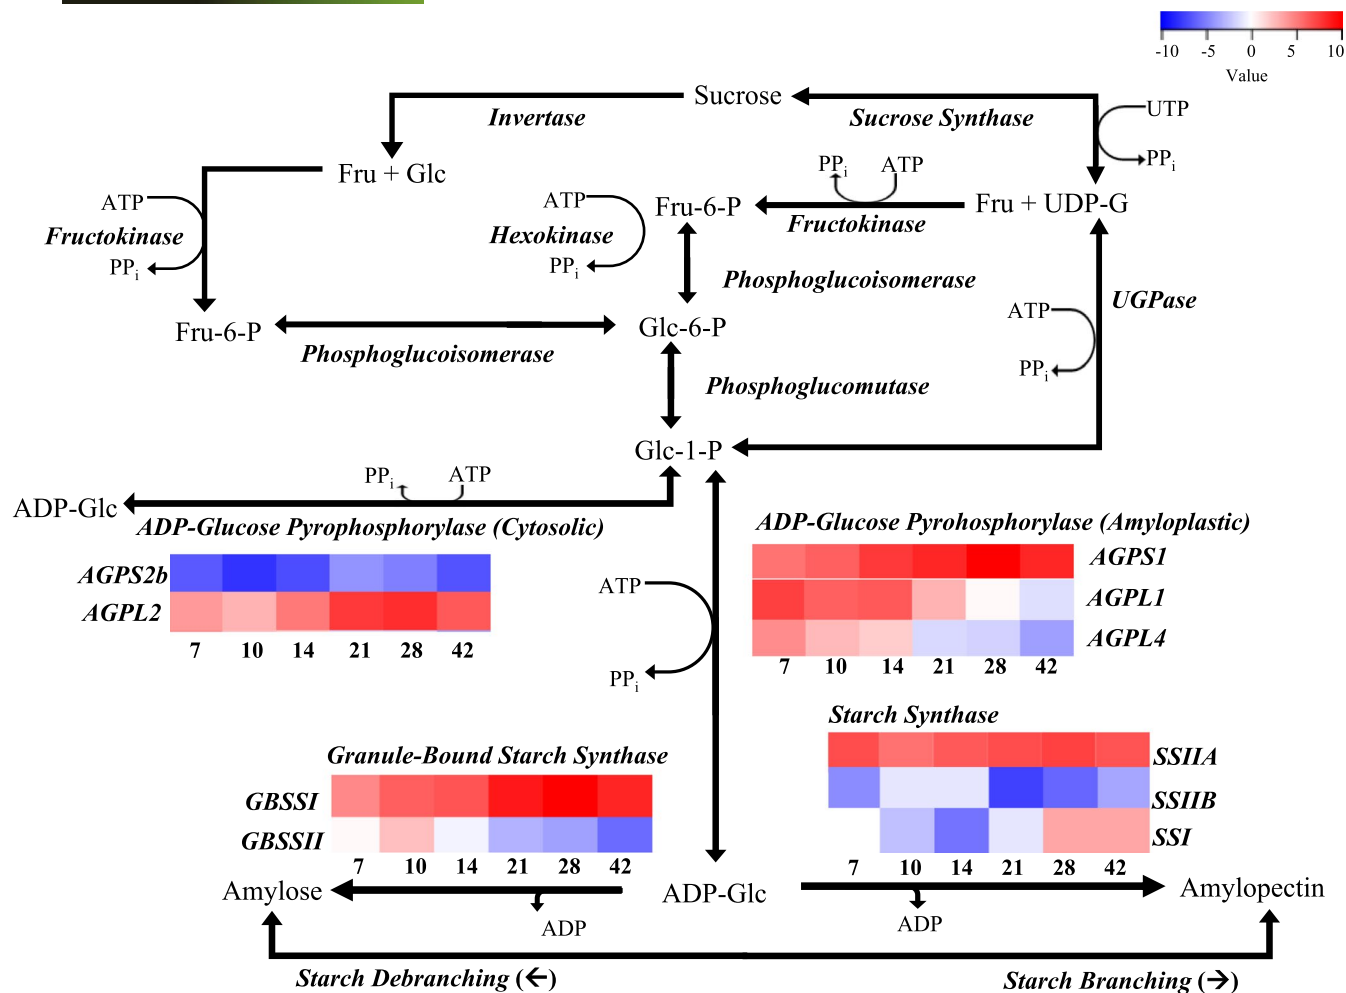 -10 -5 0 5 10
Value
Sucrose
Invertase
Sucrose Synthase
UTP
PPi
Fru + Glc
PPi ATP
ATP
Fructokinase
PPi
ATP
Hexokinase
PPi
Fru-6-P
Fru + UDP-G
Fructokinase
Phosphoglucoisomerase
UGPase
ATP
PPi
Fru-6-P
Glc-6-P
Phosphoglucoisomerase
Phosphoglucomutase
Glc-1-P
PPi ATP
ADP-Glc
ADP-Glucose Pyrophosphorylase (Cytosolic)
AGPS2b
AGPL2
7 10 14 21 28 42
ADP-Glucose Pyrohosphorylase (Amyloplastic)
AGPS1
AGPL1
AGPL4
7 10 14 21 28 42
ATP
PPi
Granule-Bound Starch Synthase
GBSSI
GBSSII
7 10 14 21 28 42
Starch Synthase
SSIIA
SSIIB
SSI
7 10 14 21 28 42
Amylose
ADP-Glc
Amylopectin
ADP
ADP
Starch Debranching (←)
Starch Branching (→)